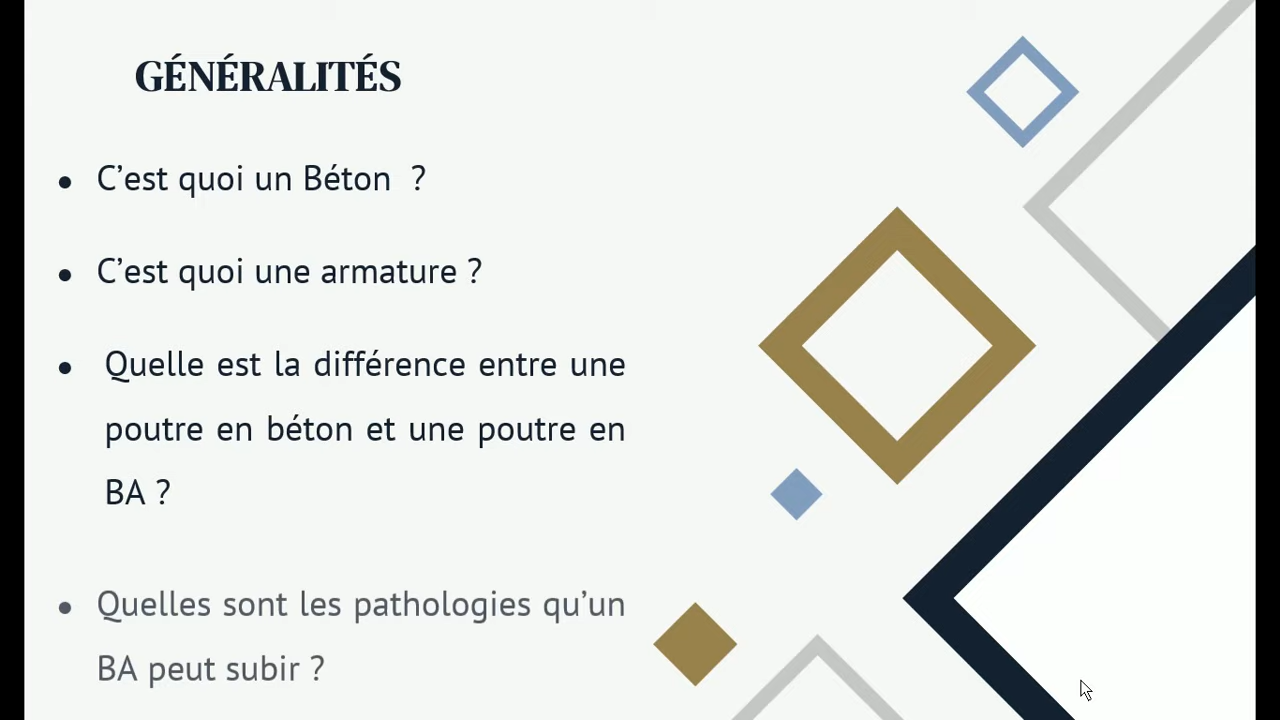 GÉNÉRALITÉS
• C’est quoi un Béton ?
• C’est quoi une armature ?
• Quelle est la différence entre une
poutre en béton et une poutre en
BA ?
• Quelles sont les pathologies qu’un
BA peut subir ?